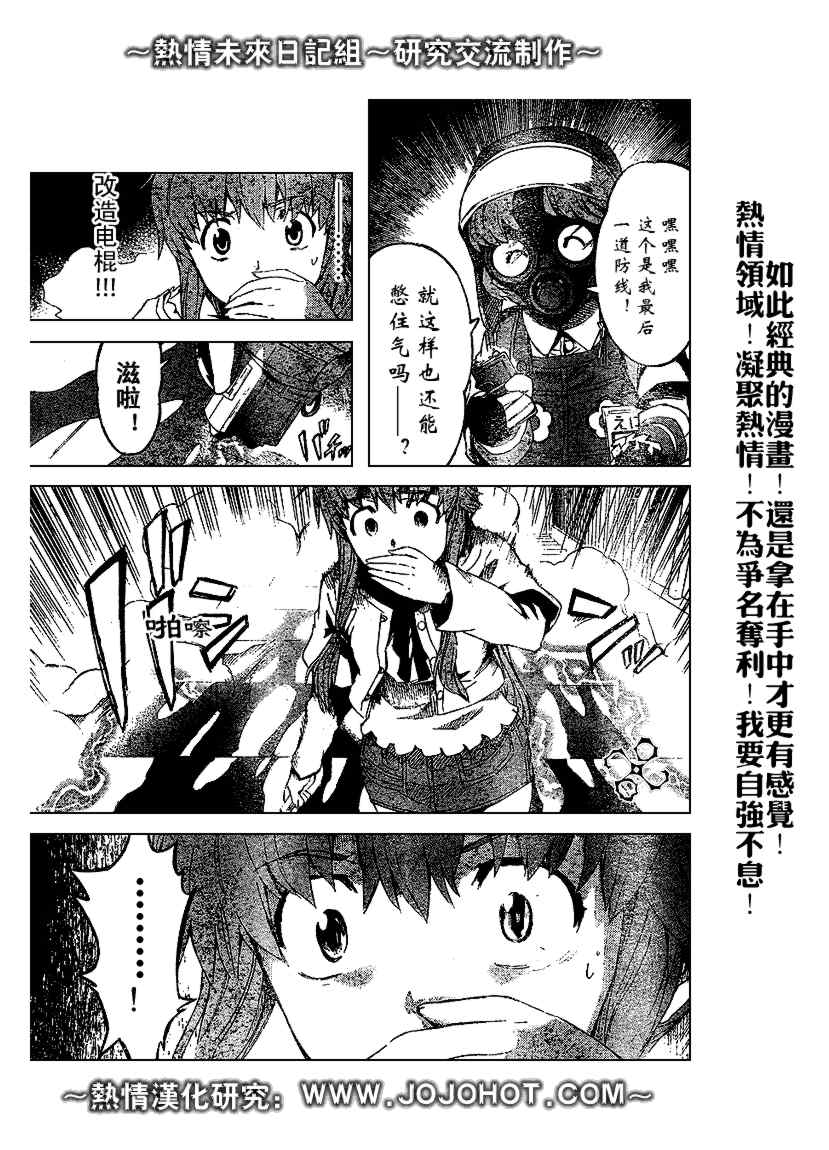 ～熱情未來日記組～研究交流制作～
嘿嘿嘿
这个是我最后
一道防线！
就这样也还能
憋住气吗——？
…………
改造电棍!!!
滋啦！
バチッ
啪嚓
………！
如此經典的漫畫！還是拿在手中才更有感覺！
熱情領域！凝聚熱情！不為爭名奪利！我要自強不息！
～熱情漢化研究：WWW.JOJOHOT.COM～